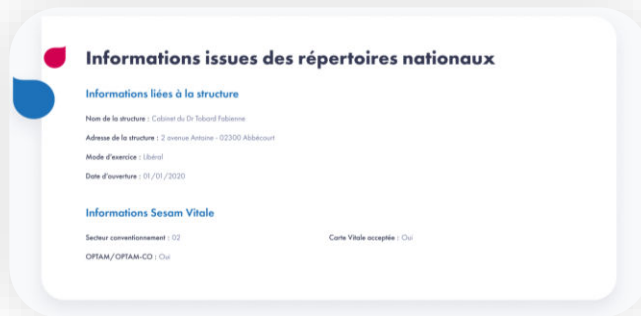 Informations issues des répertoires nationaux
Informations liées à la structure
Nom de la structure : Cabinet du Dr Tobard Fabienne
Adresse de la structure : 2 avenue Antoine - 02300 Abbécourt
Mode d'exercice : Libéral
Date d'ouverture : 01/01/2020
Informations Sesam Vitale
Secteur conventionnement : 02
Carte Vitale acceptée : Oui
OPTAM/OPTAM-CO : Oui